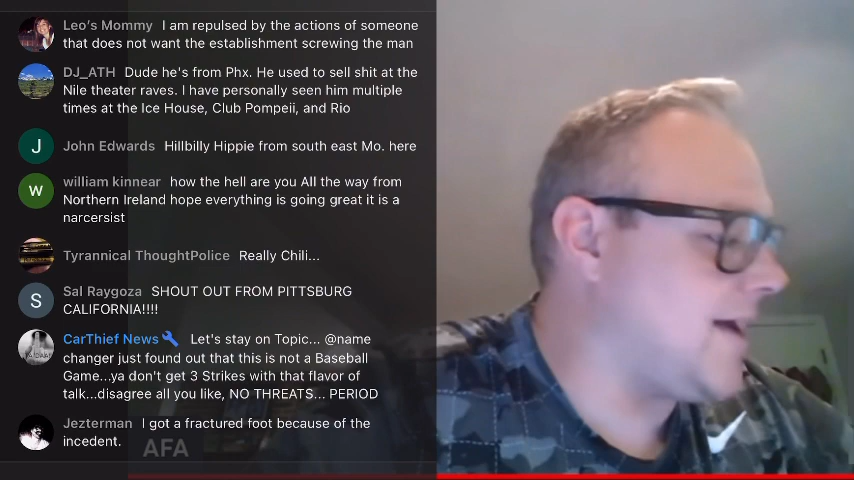 Leo's Mommy I am repulsed by the actions of someone
that does not want the establishment screwing the man
DJ_ATH Dude he's from Phx. He used to sell shit at the
Nile theater raves. I have personally seen him multiple
times at the Ice House, Club Pompeii, and Rio
J John Edwards Hillbilly Hippie from south east Mo. here
w william kinnear how the hell are you All the way from
Northern Ireland hope everything is going great it is a
narcersist
Tyrannical ThoughtPolice Really Chili...
S Sal Raygoza SHOUT OUT FROM PITTSBURG
CALIFORNIA!!!!
CarThief News Let's stay on Topic... @name
changer just found out that this is not a Baseball
Game...ya don't get 3 Strikes with that flavor of
talk...disagree all you like, NO THREATS... PERIOD
Jezterman I got a fractured foot because of the
incedent.
AFA